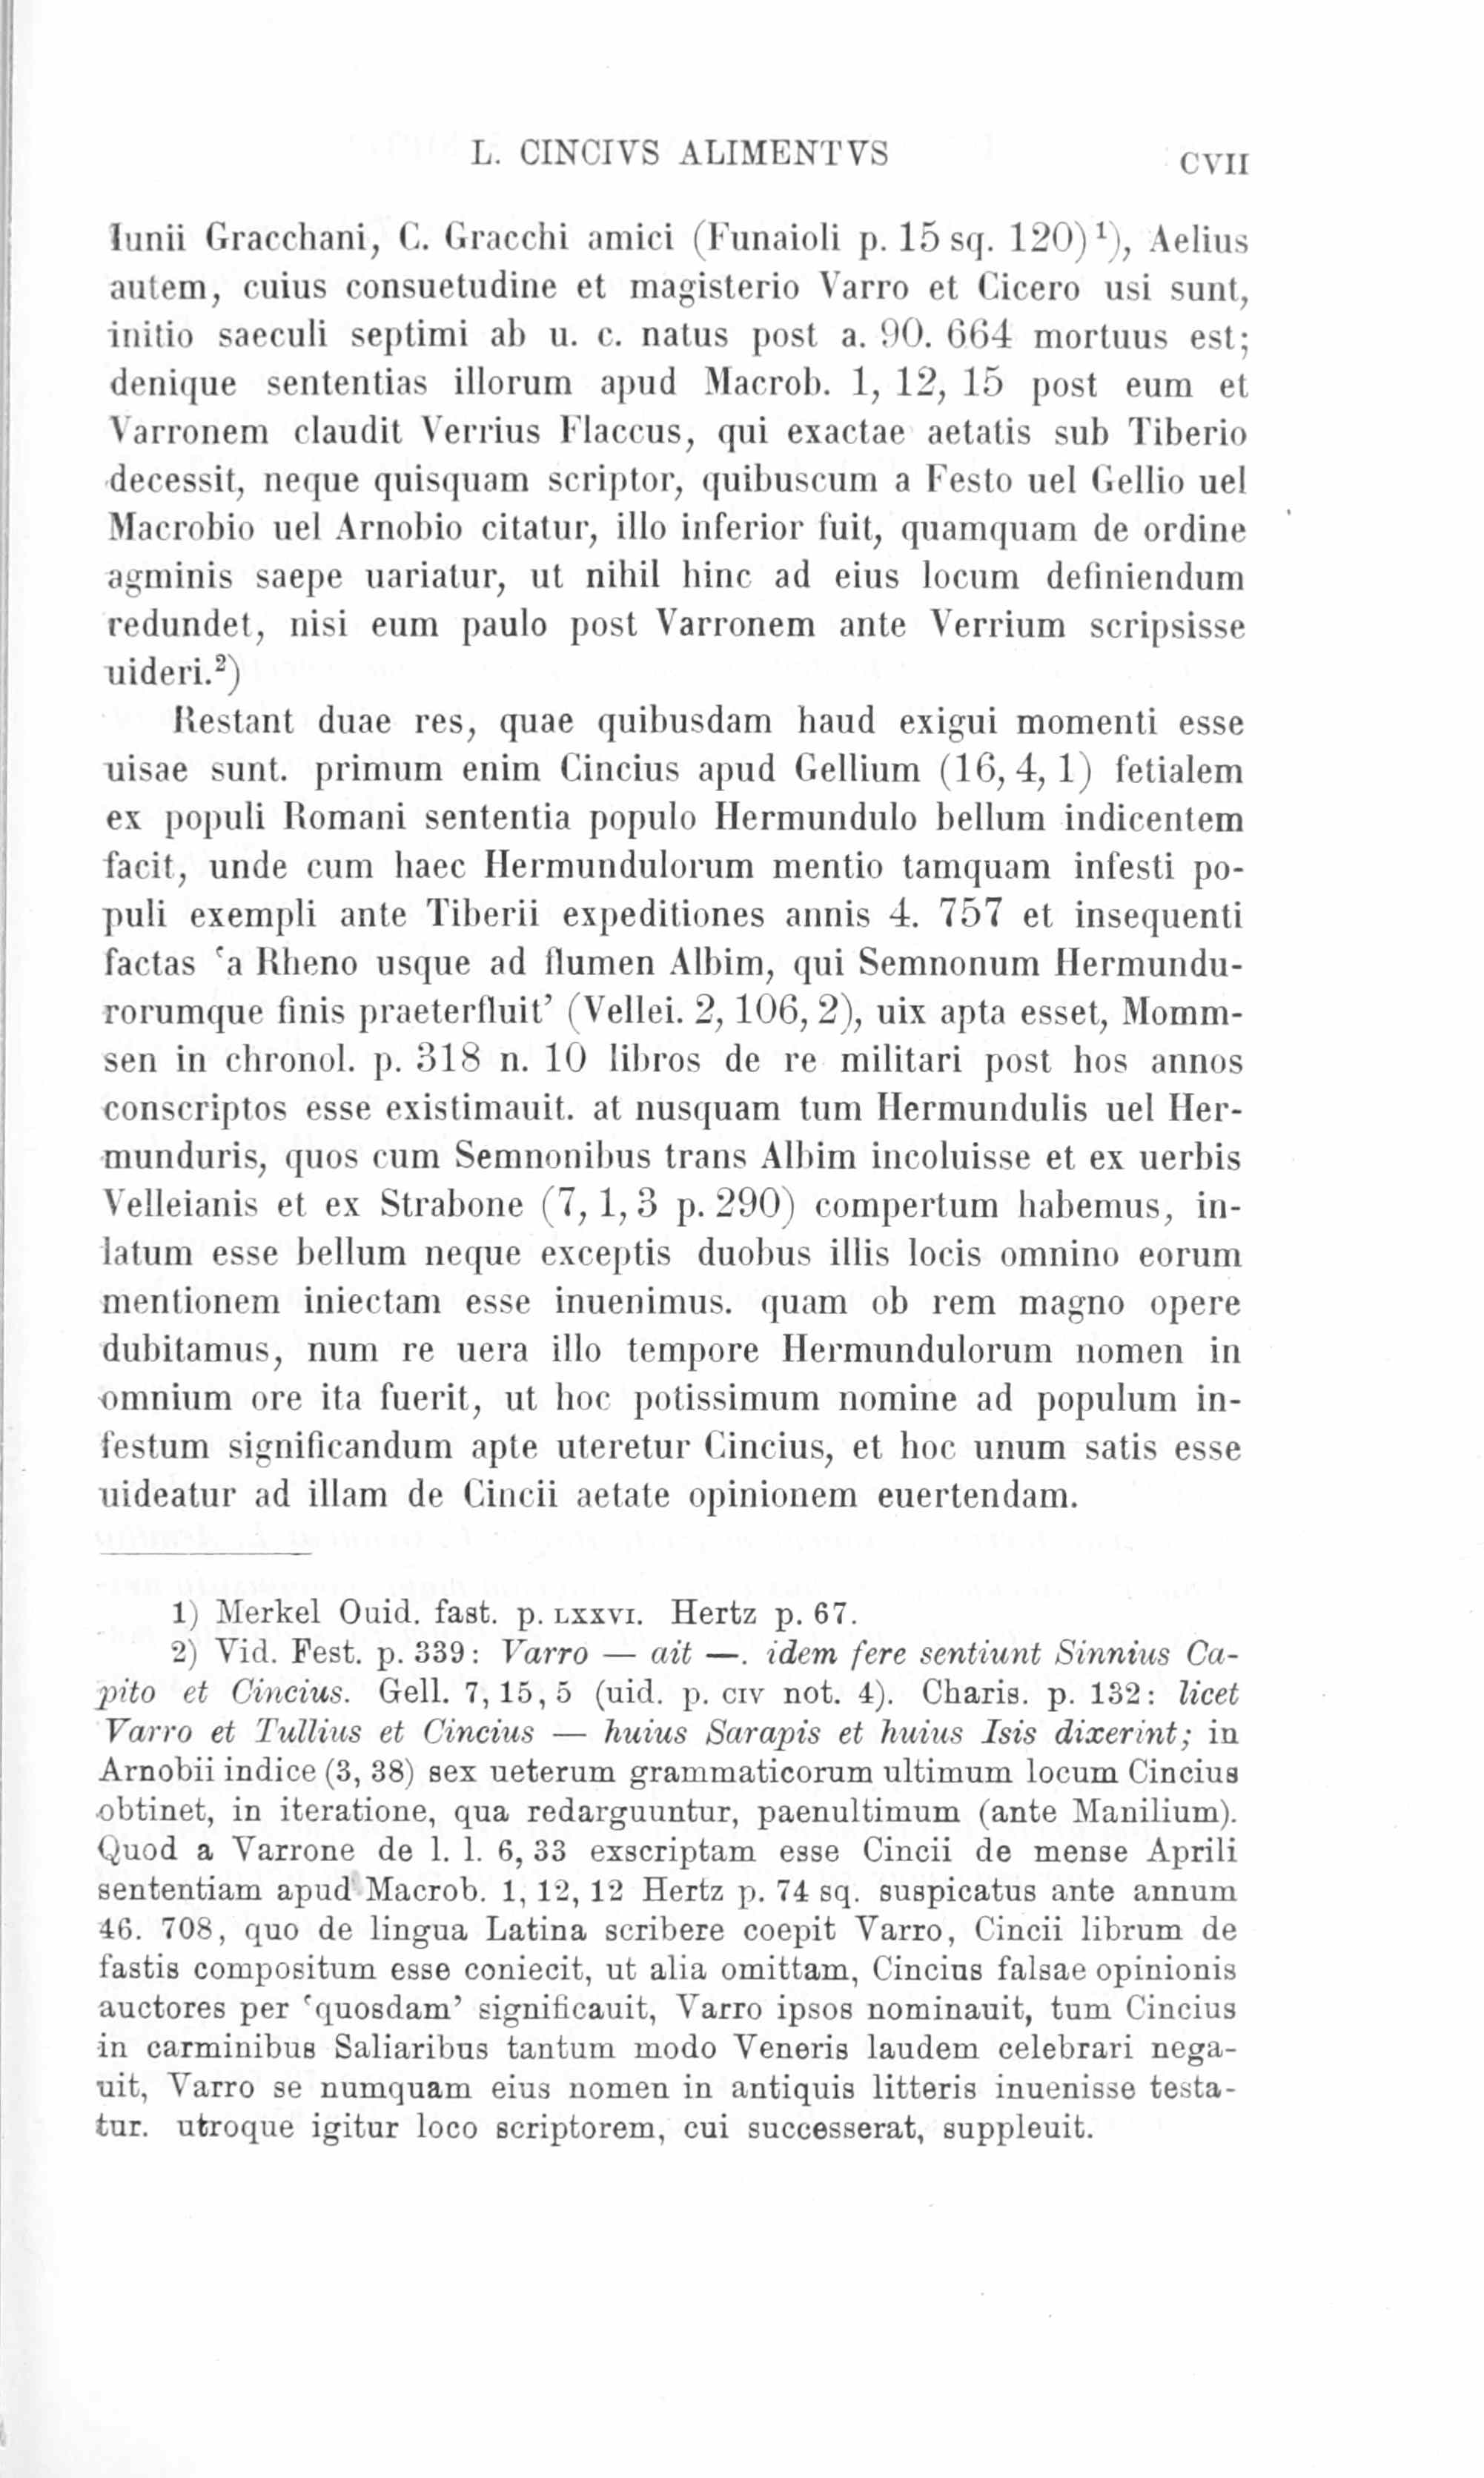 L. CINCIVS ALIMENTVS CVII
Iunii Gracchani, C. Gracchi amici (Funaioli p. 15 sq. 120)¹), Aelius
autem, cuius consuetudine et magisterio Varro et Cicero usi sunt,
initio saeculi septimi ab u. c. natus post a. 90. 664 mortuus est;
denique sententias illorum apud Macrob. 1, 12, 15 post eum et
Varronem claudit Verrius Flaccus, qui exactae aetatis sub Tiberio
decessit, neque quisquam scriptor, quibuscum a Festo uel Gellio uel
Macrobio uel Arnobio citatur, illo inferior fuit, quamquam de ordine
agminis saepe uariatur, ut nihil hinc ad eius locum definiendum
redundet, nisi eum paulo post Varronem ante Verrium scripsisse
uideri.²)
Restant duae res, quae quibusdam haud exigui momenti esse
uisae sunt. primum enim Cincius apud Gellium (16, 4, 1) fetialem
ex populi Romani sententia populo Hermundulo bellum indicentem
facit, unde cum haec Hermundulorum mentio tamquam infesti po-
puli exempli ante Tiberii expeditiones annis 4. 757 et insequenti
factas ‘a Rheno usque ad flumen Albim, qui Semnonum Hermundu-
rorumque finis praeterfluit’ (Vellei. 2, 106, 2), uix apta esset, Momm-
sen in chronol. p. 318 n. 10 libros de re militari post hos annos
conscriptos esse existimauit. at nusquam tum Hermundulis uel Her-
munduris, quos cum Semnonibus trans Albim incoluisse et ex uerbis
Velleianis et ex Strabone (7, 1, 3 p. 290) compertum habemus, in-
latum esse bellum neque exceptis duobus illis locis omnino eorum
mentionem iniectam esse inuenimus. quam ob rem magno opere
dubitamus, num re uera illo tempore Hermundulorum nomen in
omnium ore ita fuerit, ut hoc potissimum nomine ad populum in-
festum significandum apte uteretur Cincius, et hoc unum satis esse
uideatur ad illam de Cincii aetate opinionem euertendam.
1) Merkel Ouid. fast. p. LXXVI. Hertz p. 67.
2) Vid. Fest. p. 339: Varro — ait —. idem fere sentiunt Sinnius Ca-
pito et Cincius. Gell. 7, 15, 5 (uid. p. CIV not. 4). Charis. p. 132: licet
Varro et Tullius et Cincius — huius Sarapis et huius Isis dixerint; in
Arnobii indice (3, 38) sex ueterum grammaticorum ultimum locum Cincius
obtinet, in iteratione, qua redarguuntur, paenultimum (ante Manilium).
Quod a Varrone de l. l. 6, 33 exscriptam esse Cincii de mense Aprili
sententiam apud Macrob. 1, 12, 12 Hertz p. 74 sq. suspicatus ante annum
46. 708, quo de lingua Latina scribere coepit Varro, Cincii librum de
fastis compositum esse coniecit, ut alia omittam, Cincius falsae opinionis
auctores per ‘quosdam’ significauit, Varro ipsos nominauit, tum Cincius
in carminibus Saliaribus tantum modo Veneris laudem celebrari nega-
uit, Varro se numquam eius nomen in antiquis litteris inuenisse testa-
tur. utroque igitur loco scriptorem, cui successerat, suppleuit.